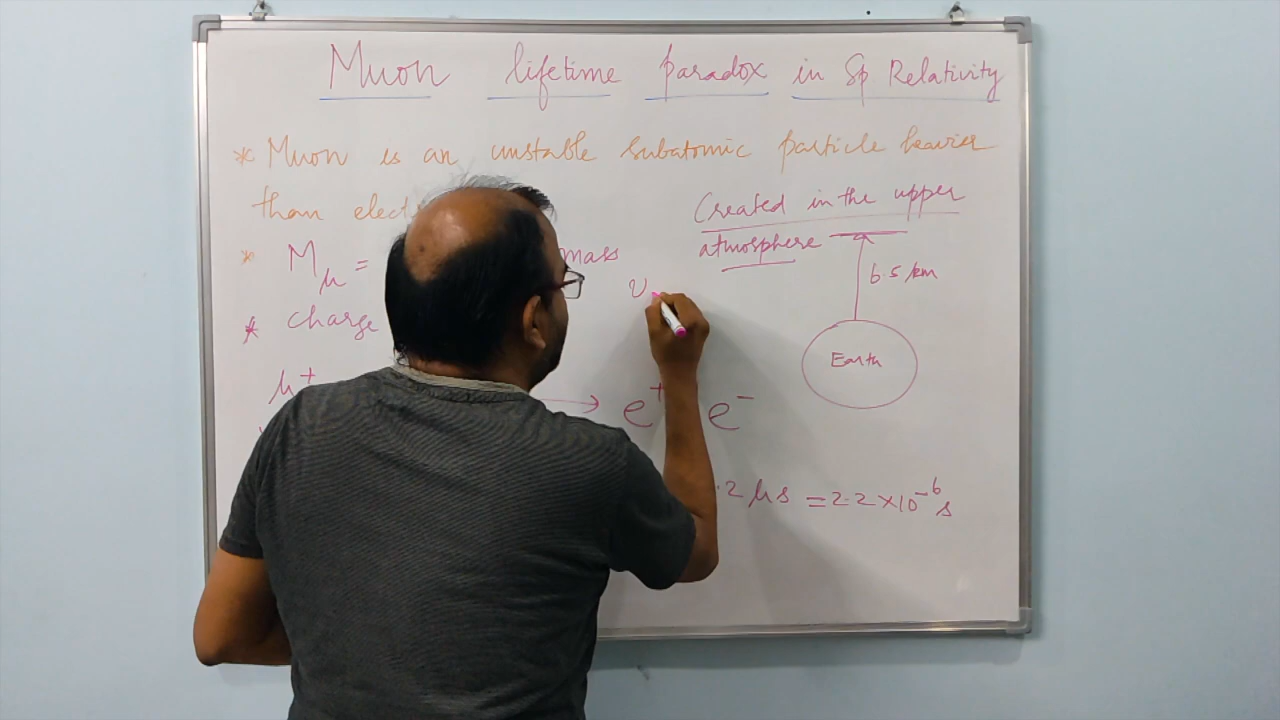 Muon lifetime paradox in Sp Relativity
* Muon is an unstable subatomic particle heavier
than
Created in the upper
atmosphere
* Mμ = mass
6.5 km
v
* Charge
Earth
μ+ → e+ e-
.2 μs = 2.2 × 10⁻⁶ s